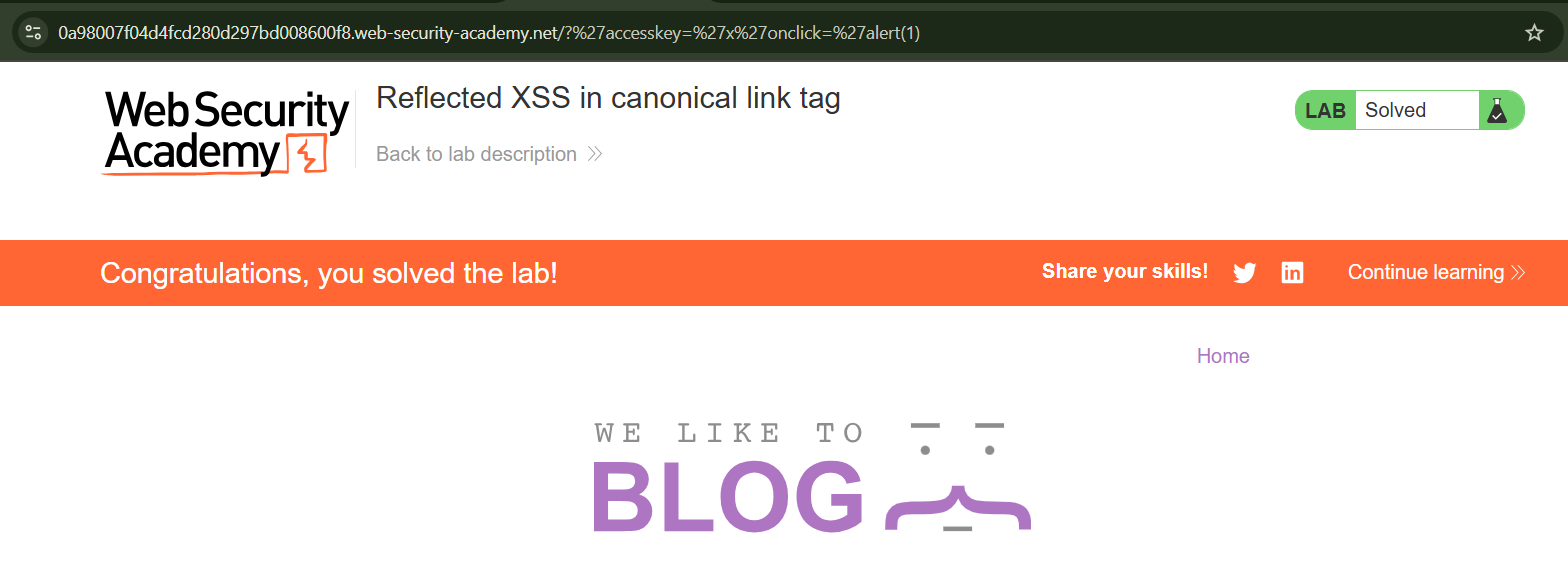 0a98007f04d4fcd280d297bd008600f8.web-security-academy.net/?%27accesskey=%27x%27onclick=%27alert(1)
Web Security
Academy
Reflected XSS in canonical link tag
Back to lab description
LAB Solved
Congratulations, you solved the lab!
Share your skills!
Continue learning
Home
WE LIKE TO
BLOG